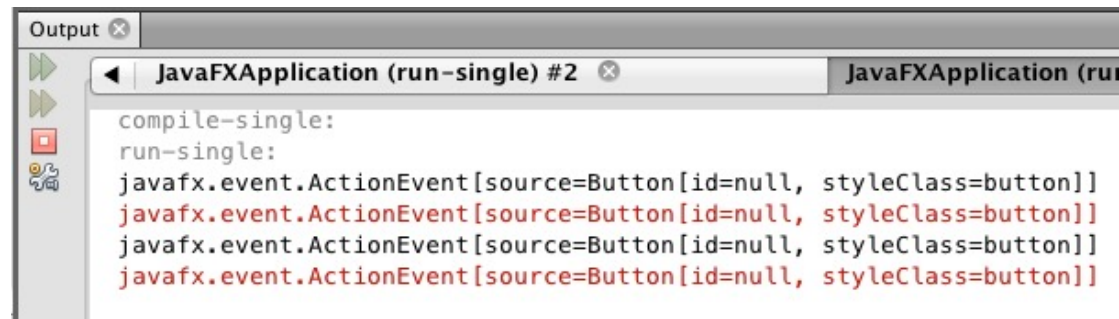 Output
JavaFXApplication (run-single) #2
JavaFXApplication (ru
compile-single:
run-single:
javafx.event.ActionEvent[source=Button[id=null, styleClass=button]]
javafx.event.ActionEvent[source=Button[id=null, styleClass=button]]
javafx.event.ActionEvent[source=Button[id=null, styleClass=button]]
javafx.event.ActionEvent[source=Button[id=null, styleClass=button]]